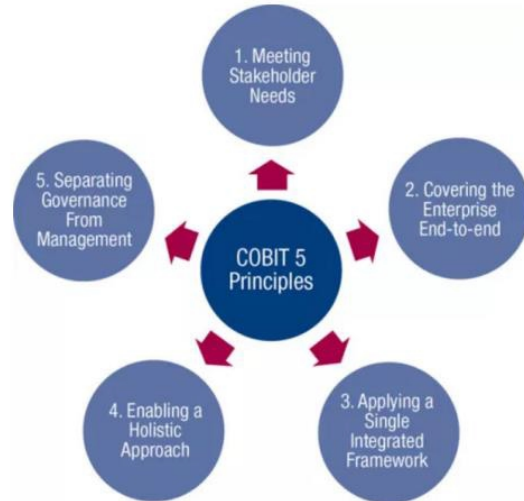 1. Meeting
Stakeholder
Needs
2. Covering the
Enterprise
End-to-end
3. Applying a
Single
Integrated
Framework
4. Enabling a
Holistic
Approach
5. Separating
Governance
From
Management
COBIT 5
Principles